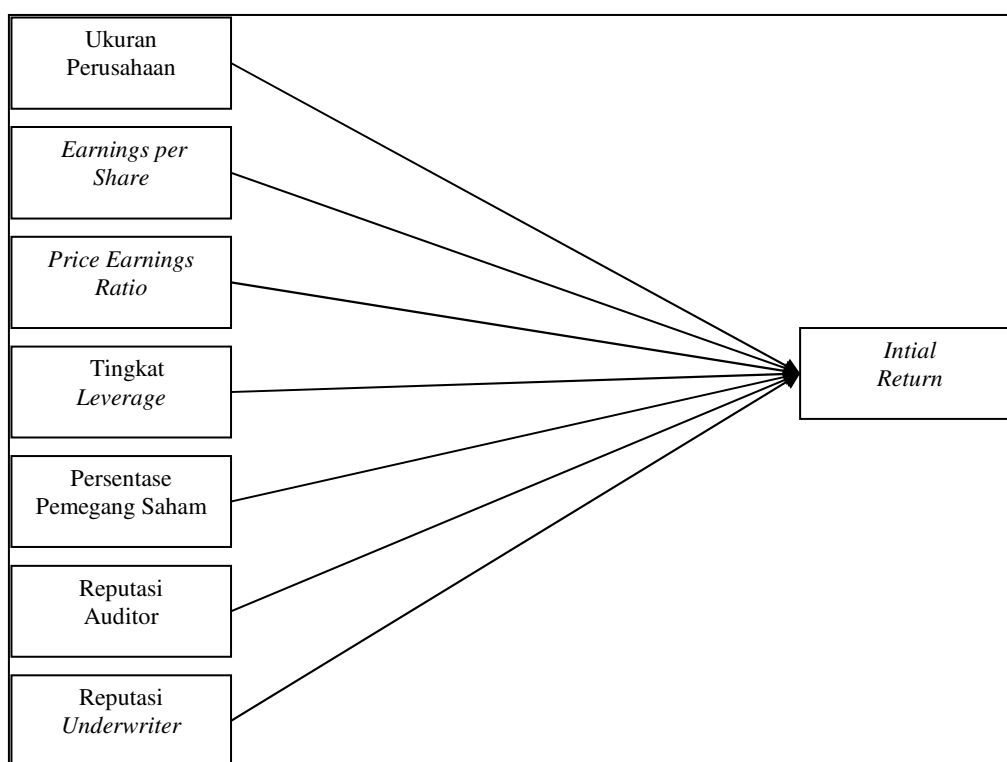 Ukuran
Perusahaan
Earnings per
Share
Price Earnings
Ratio
Tingkat
Leverage
Persentase
Pemegang Saham
Reputasi
Auditor
Reputasi
Underwriter
Intial
Return